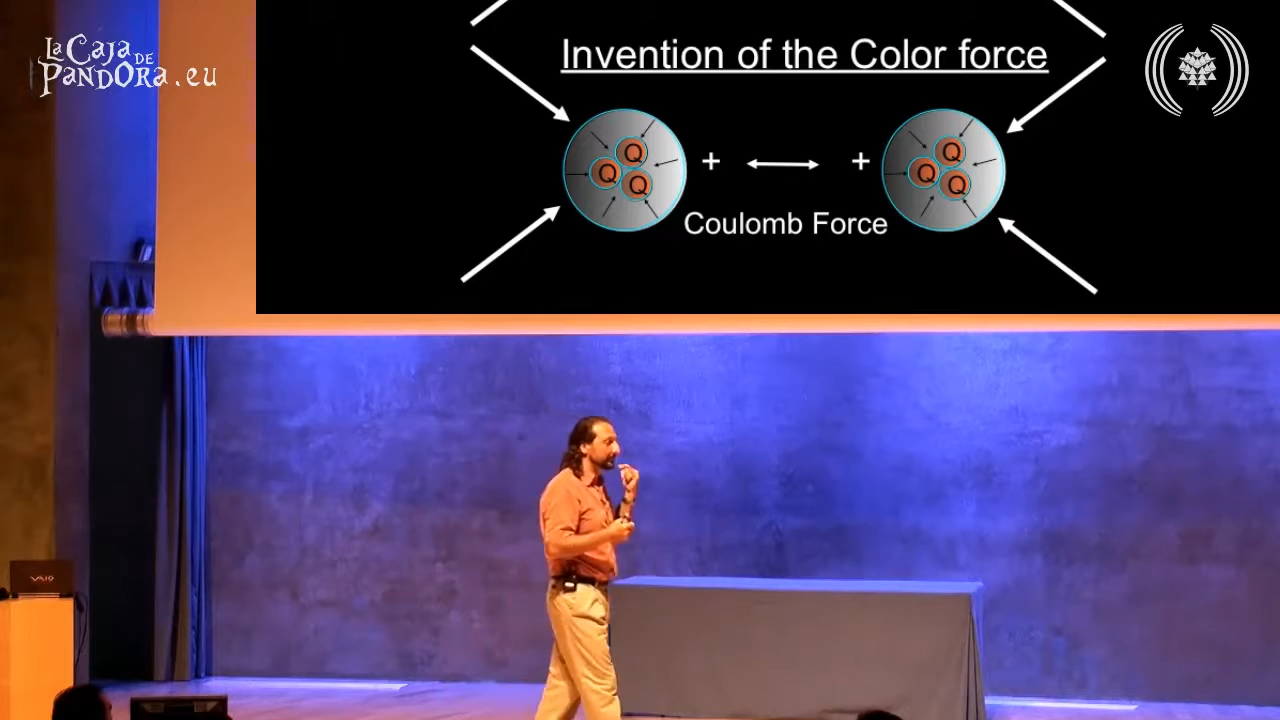 La Caja
DE
PANDORA.eu
Invention of the Color force
Q
Q Q
+ +
Q
Q Q
Coulomb Force
VAIO